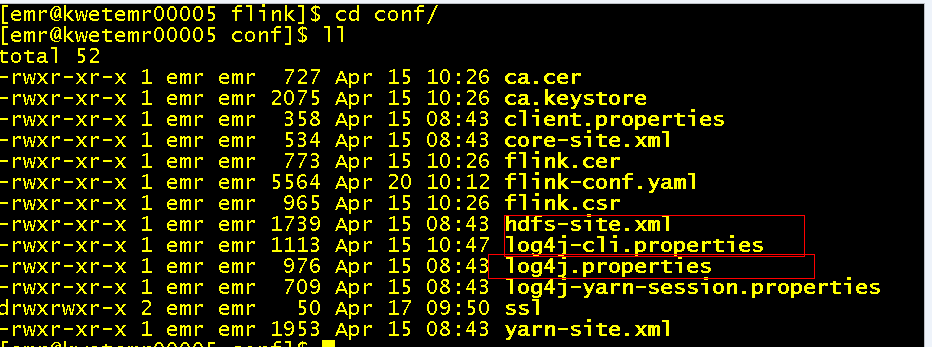 [emr@kwetemr00005 flink]$ cd conf/
[emr@kwetemr00005 conf]$ ll
total 52
-rwxr-xr-x 1 emr emr  727 Apr 15 10:26 ca.cer
-rwxr-xr-x 1 emr emr 2075 Apr 15 10:26 ca.keystore
-rwxr-xr-x 1 emr emr  358 Apr 15 08:43 client.properties
-rwxr-xr-x 1 emr emr  534 Apr 15 08:43 core-site.xml
-rwxr-xr-x 1 emr emr  773 Apr 15 10:26 flink.cer
-rwxr-xr-x 1 emr emr 5564 Apr 20 10:12 flink-conf.yaml
-rwxr-xr-x 1 emr emr  965 Apr 15 10:26 flink.csr
-rwxr-xr-x 1 emr emr 1739 Apr 15 08:43 hdfs-site.xml
-rwxr-xr-x 1 emr emr 1113 Apr 15 10:47 log4j-cli.properties
-rwxr-xr-x 1 emr emr  976 Apr 15 08:43 log4j.properties
-rwxr-xr-x 1 emr emr  709 Apr 15 08:43 log4j-yarn-session.properties
drwxrwxr-x 2 emr emr   50 Apr 17 09:50 ssl
-rwxr-xr-x 1 emr emr 1953 Apr 15 08:43 yarn-site.xml
[emr@kwetemr00005 conf]$